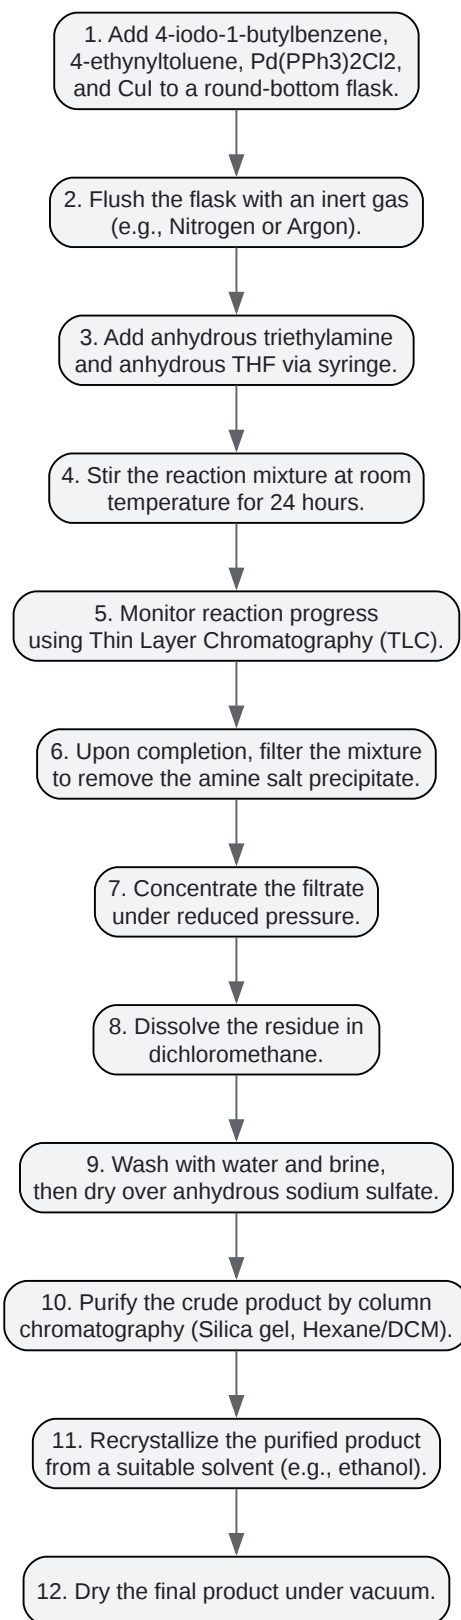 1. Add 4-iodo-1-butylbenzene,
4-ethynyltoluene, Pd(PPh3)2Cl2,
and CuI to a round-bottom flask.
2. Flush the flask with an inert gas
(e.g., Nitrogen or Argon).
3. Add anhydrous triethylamine
and anhydrous THF via syringe.
4. Stir the reaction mixture at room
temperature for 24 hours.
5. Monitor reaction progress
using Thin Layer Chromatography (TLC).
6. Upon completion, filter the mixture
to remove the amine salt precipitate.
7. Concentrate the filtrate
under reduced pressure.
8. Dissolve the residue in
dichloromethane.
9. Wash with water and brine,
then dry over anhydrous sodium sulfate.
10. Purify the crude product by column
chromatography (Silica gel, Hexane/DCM).
11. Recrystallize the purified product
from a suitable solvent (e.g., ethanol).
12. Dry the final product under vacuum.